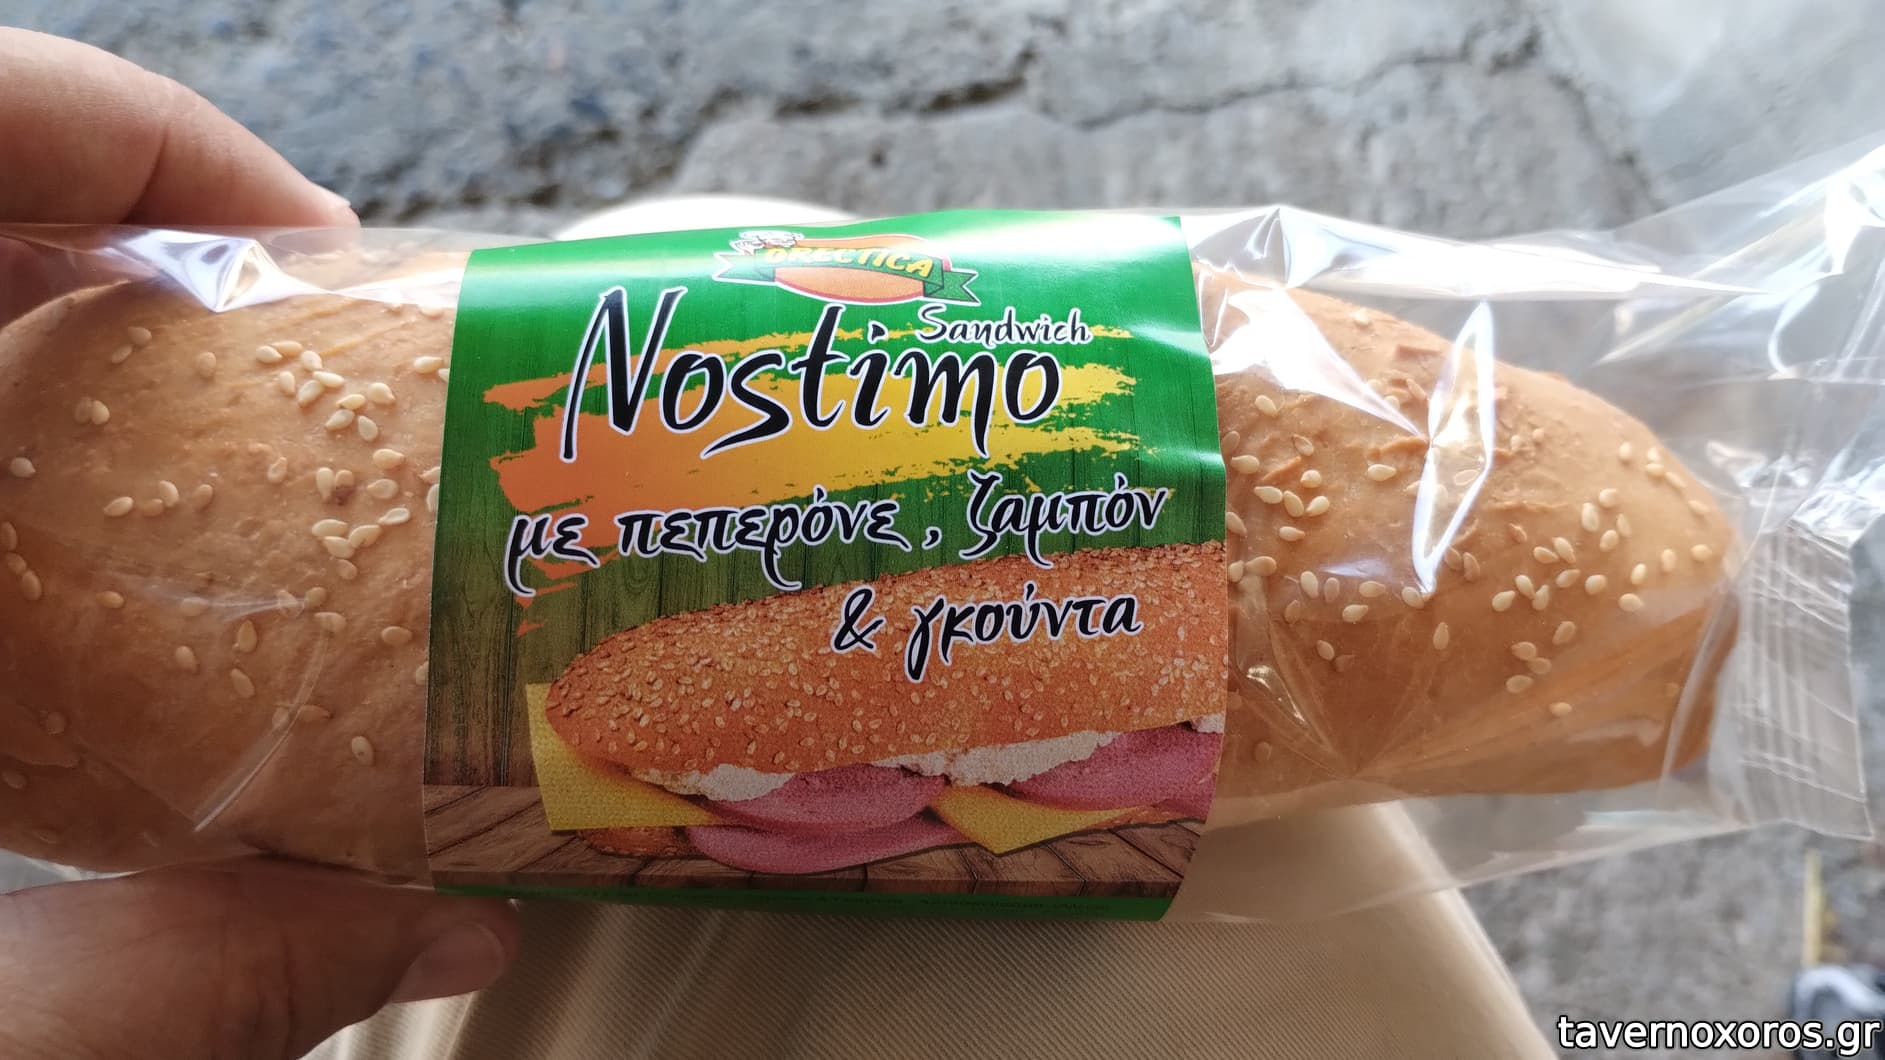 ORECTICA
Sandwich
Nostimo
με πεπερόνε, ζαμπόν
& γκούντα
tavernoxoros.gr